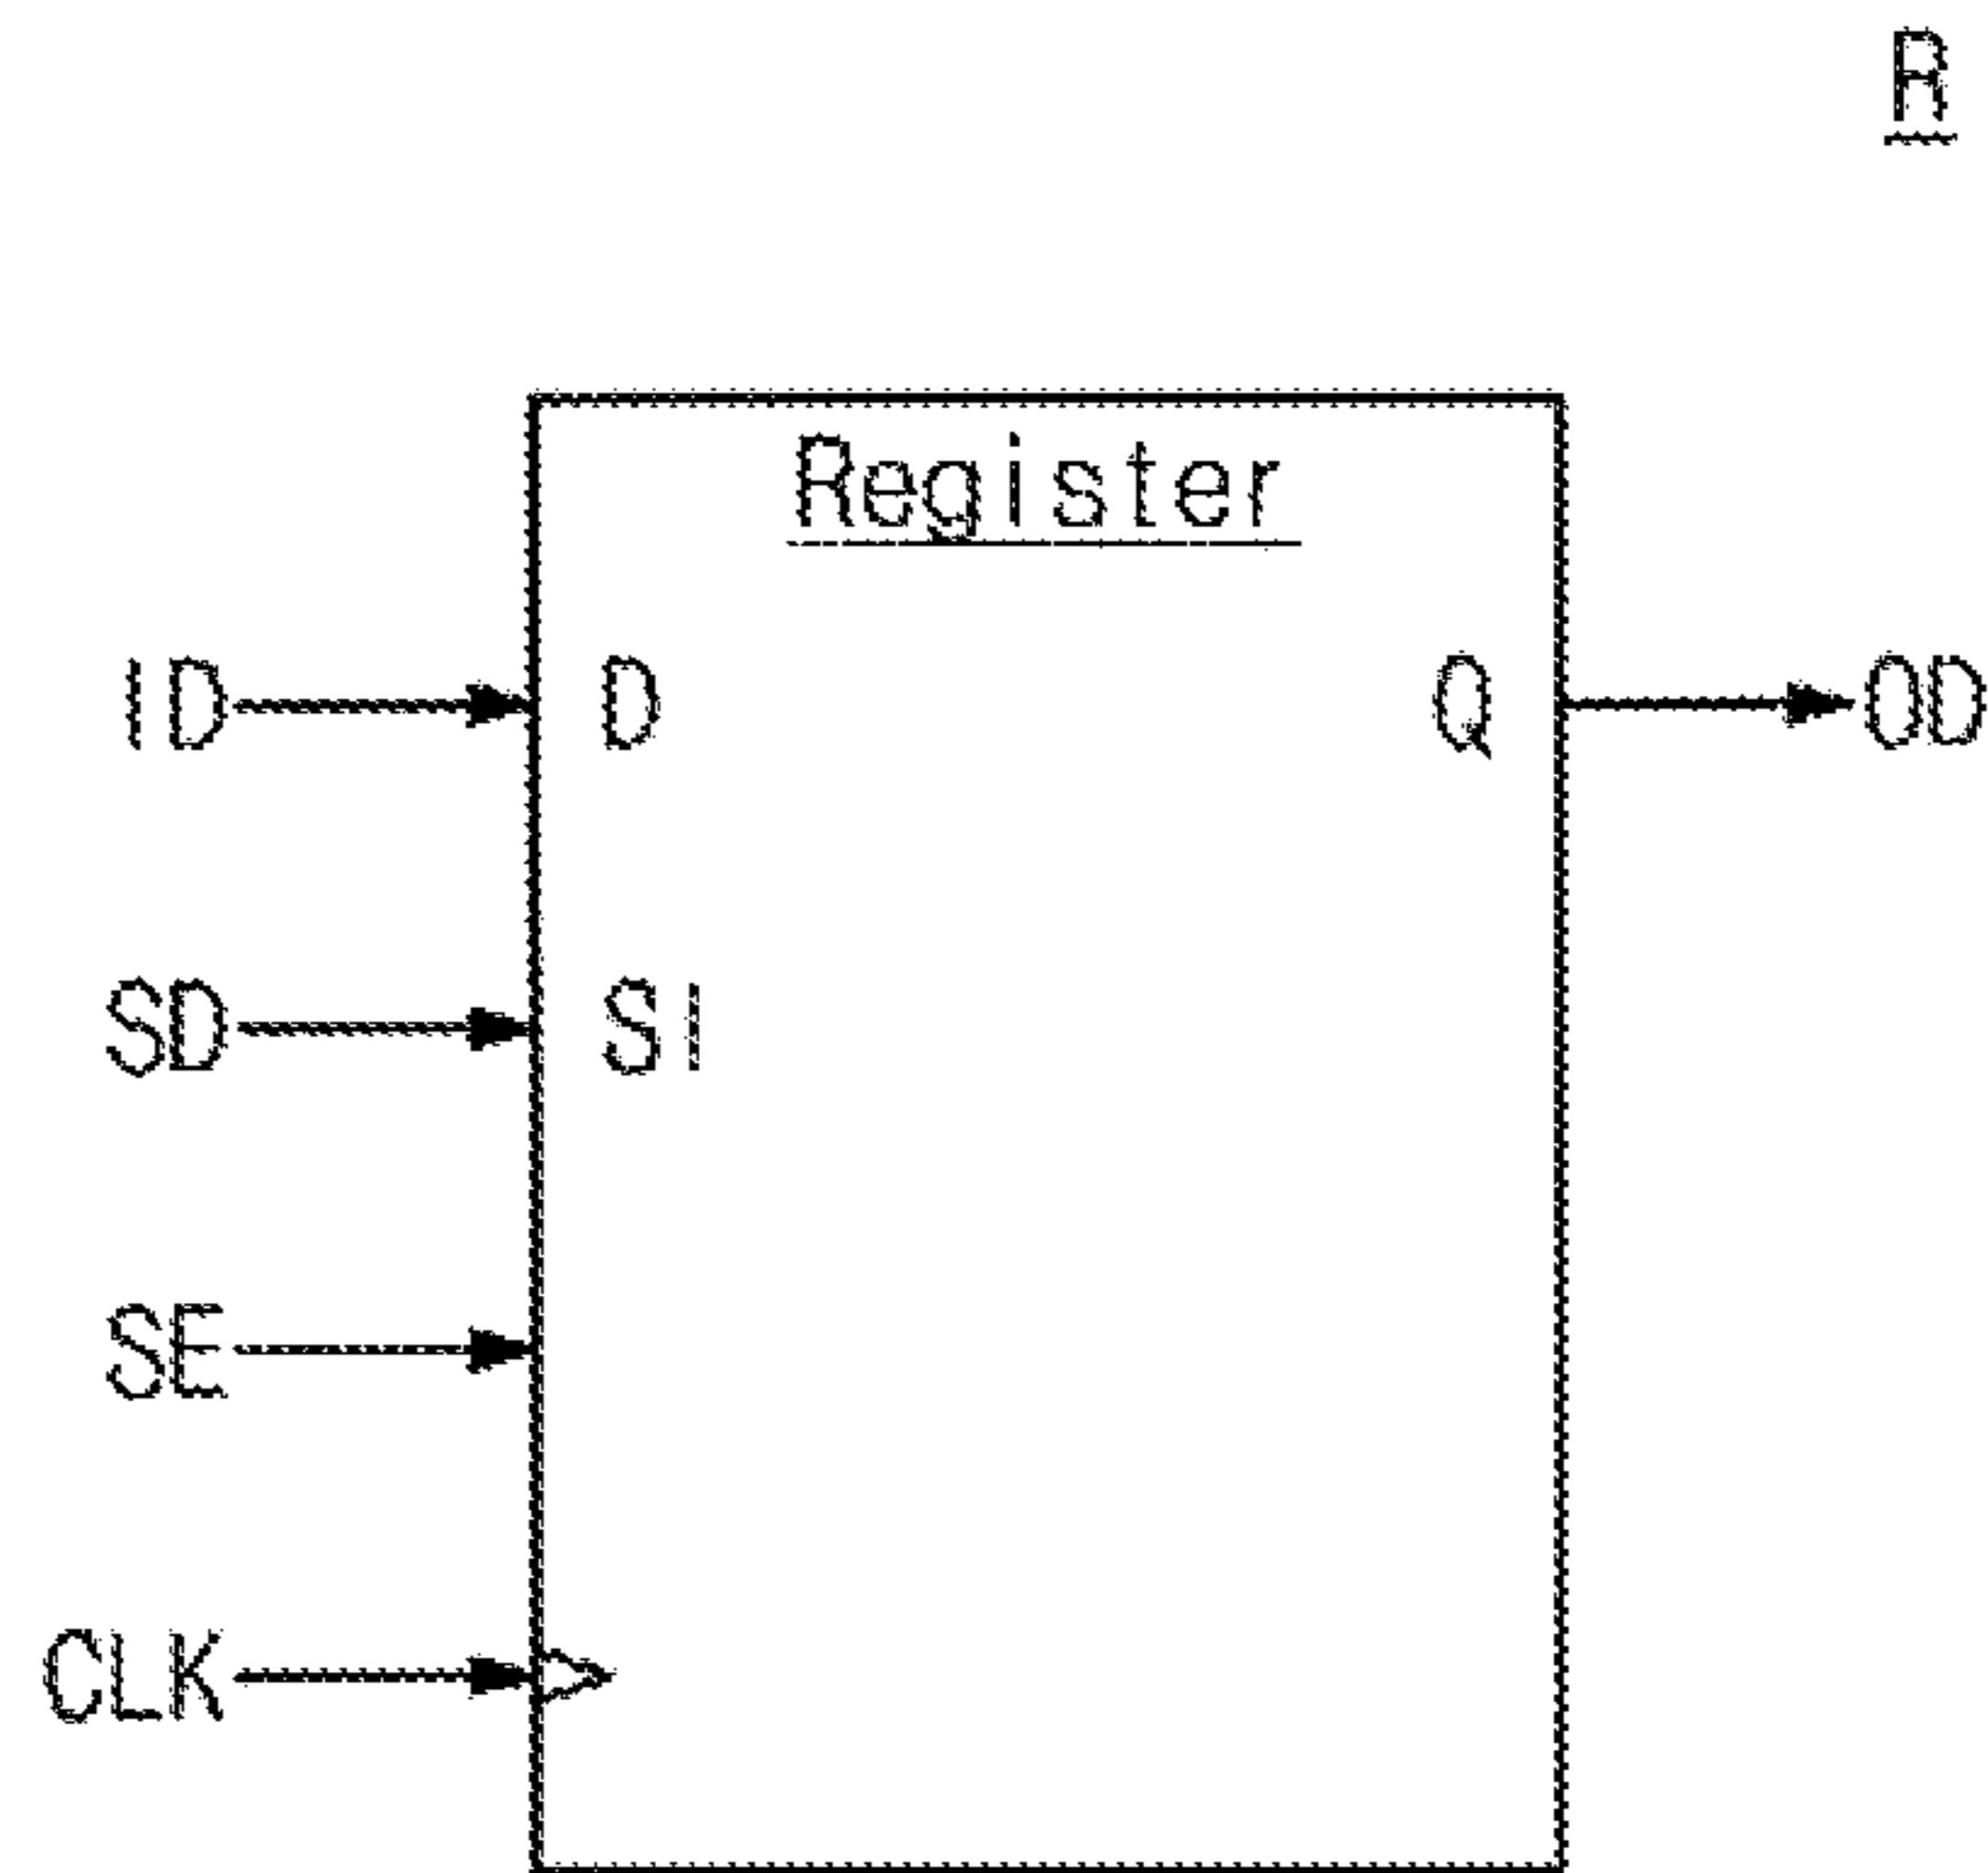 R
Register
ID D Q OD
SD SI
SE
CLK